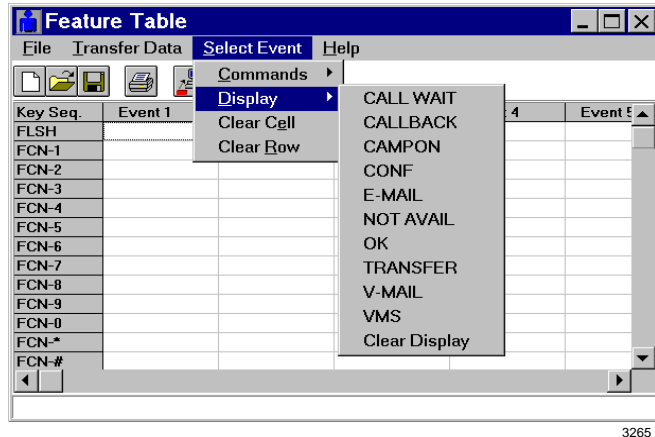 Feature Table
File Transfer Data Select Event Help
Commands
Display
Clear Cell
Clear Row
CALL WAIT
CALLBACK
CAMPON
CONF
E-MAIL
NOT AVAIL
OK
TRANSFER
V-MAIL
VMS
Clear Display
Key Seq. Event 1 4 Event 5
FLSH
FCN-1
FCN-2
FCN-3
FCN-4
FCN-5
FCN-6
FCN-7
FCN-8
FCN-9
FCN-0
FCN-*
FCN-#
3265